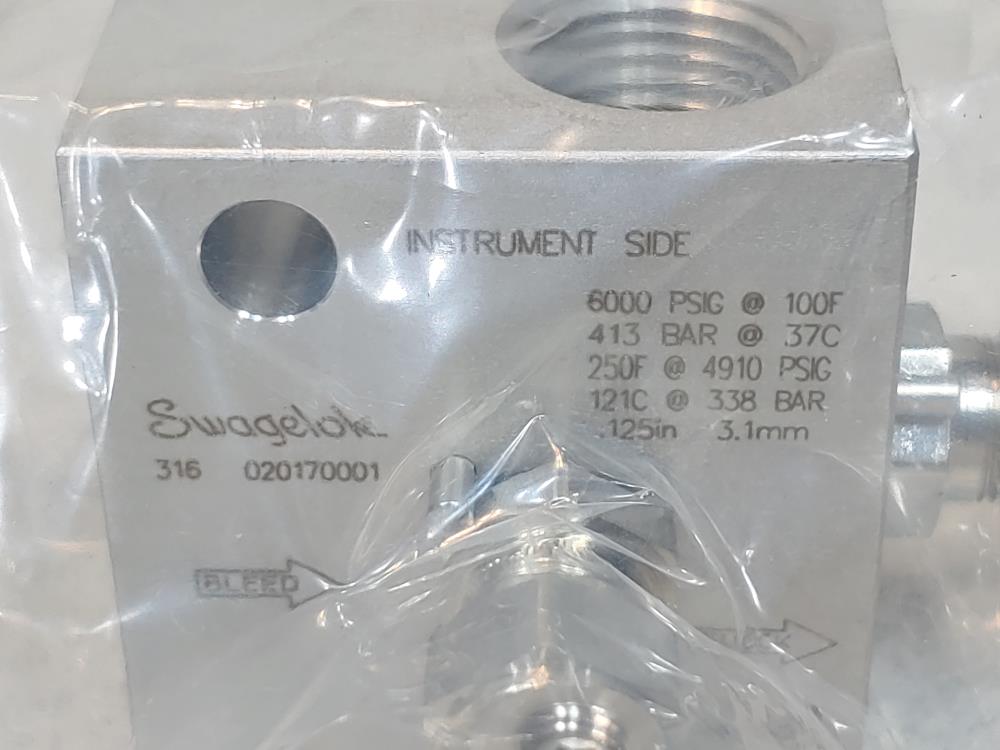 INSTRUMENT SIDE
6000 PSIG @ 100F
413 BAR @ 37C
250F @ 4910 PSIG
121C @ 338 BAR
.125in 3.1mm
Swagelok
316 020170001
BLEED